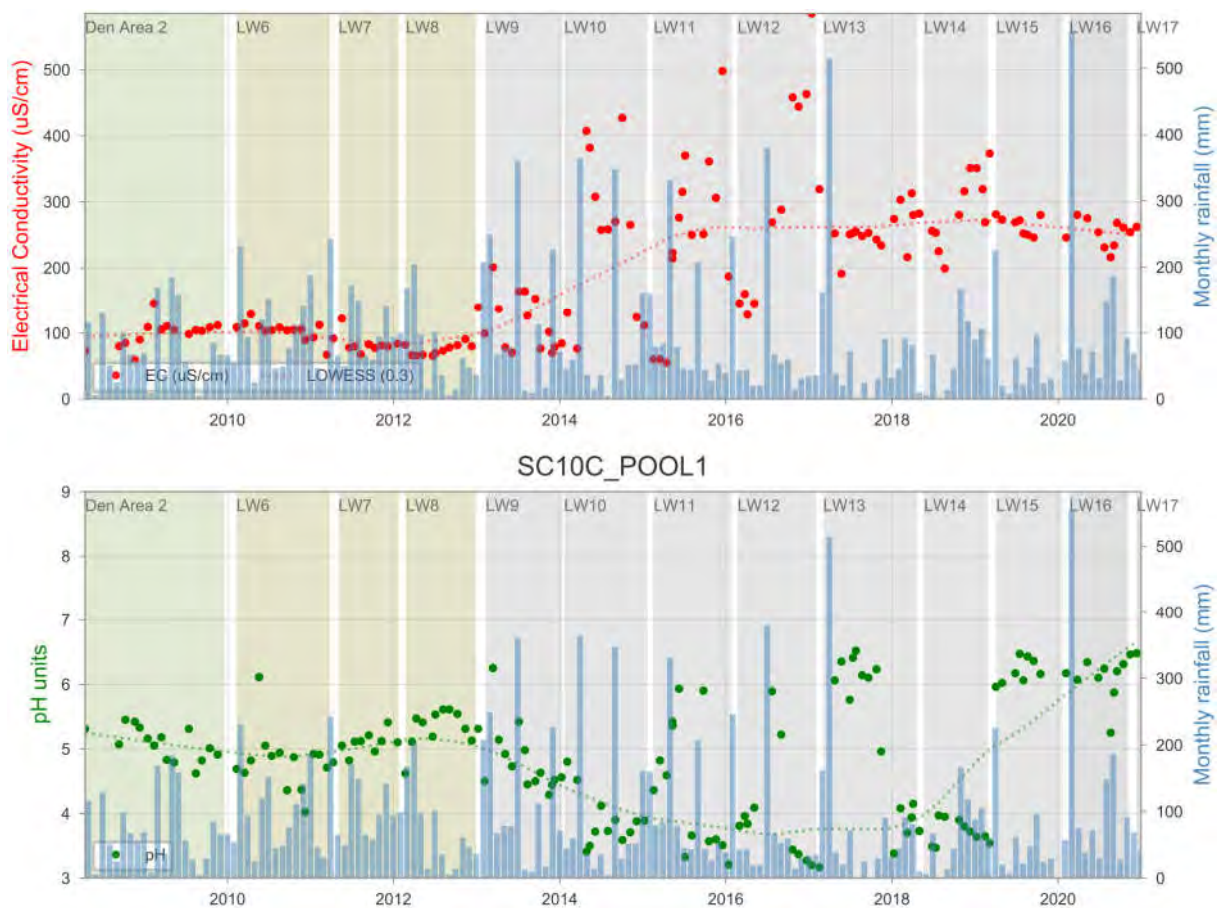 Den Area 2 LW6 LW7 LW8 LW9 LW10 LW11 LW12 LW13 LW14 LW15 LW16 LW17
Electrical Conductivity (uS/cm)
500
400
300
200
100
0
Monthly rainfall (mm)
500
400
300
200
100
0
EC (uS/cm) LOWESS (0.3)
2010 2012 2014 2016 2018 2020
SC10C_POOL1
Den Area 2 LW6 LW7 LW8 LW9 LW10 LW11 LW12 LW13 LW14 LW15 LW16 LW17
pH units
9
8
7
6
5
4
3
Monthly rainfall (mm)
500
400
300
200
100
0
pH
2010 2012 2014 2016 2018 2020